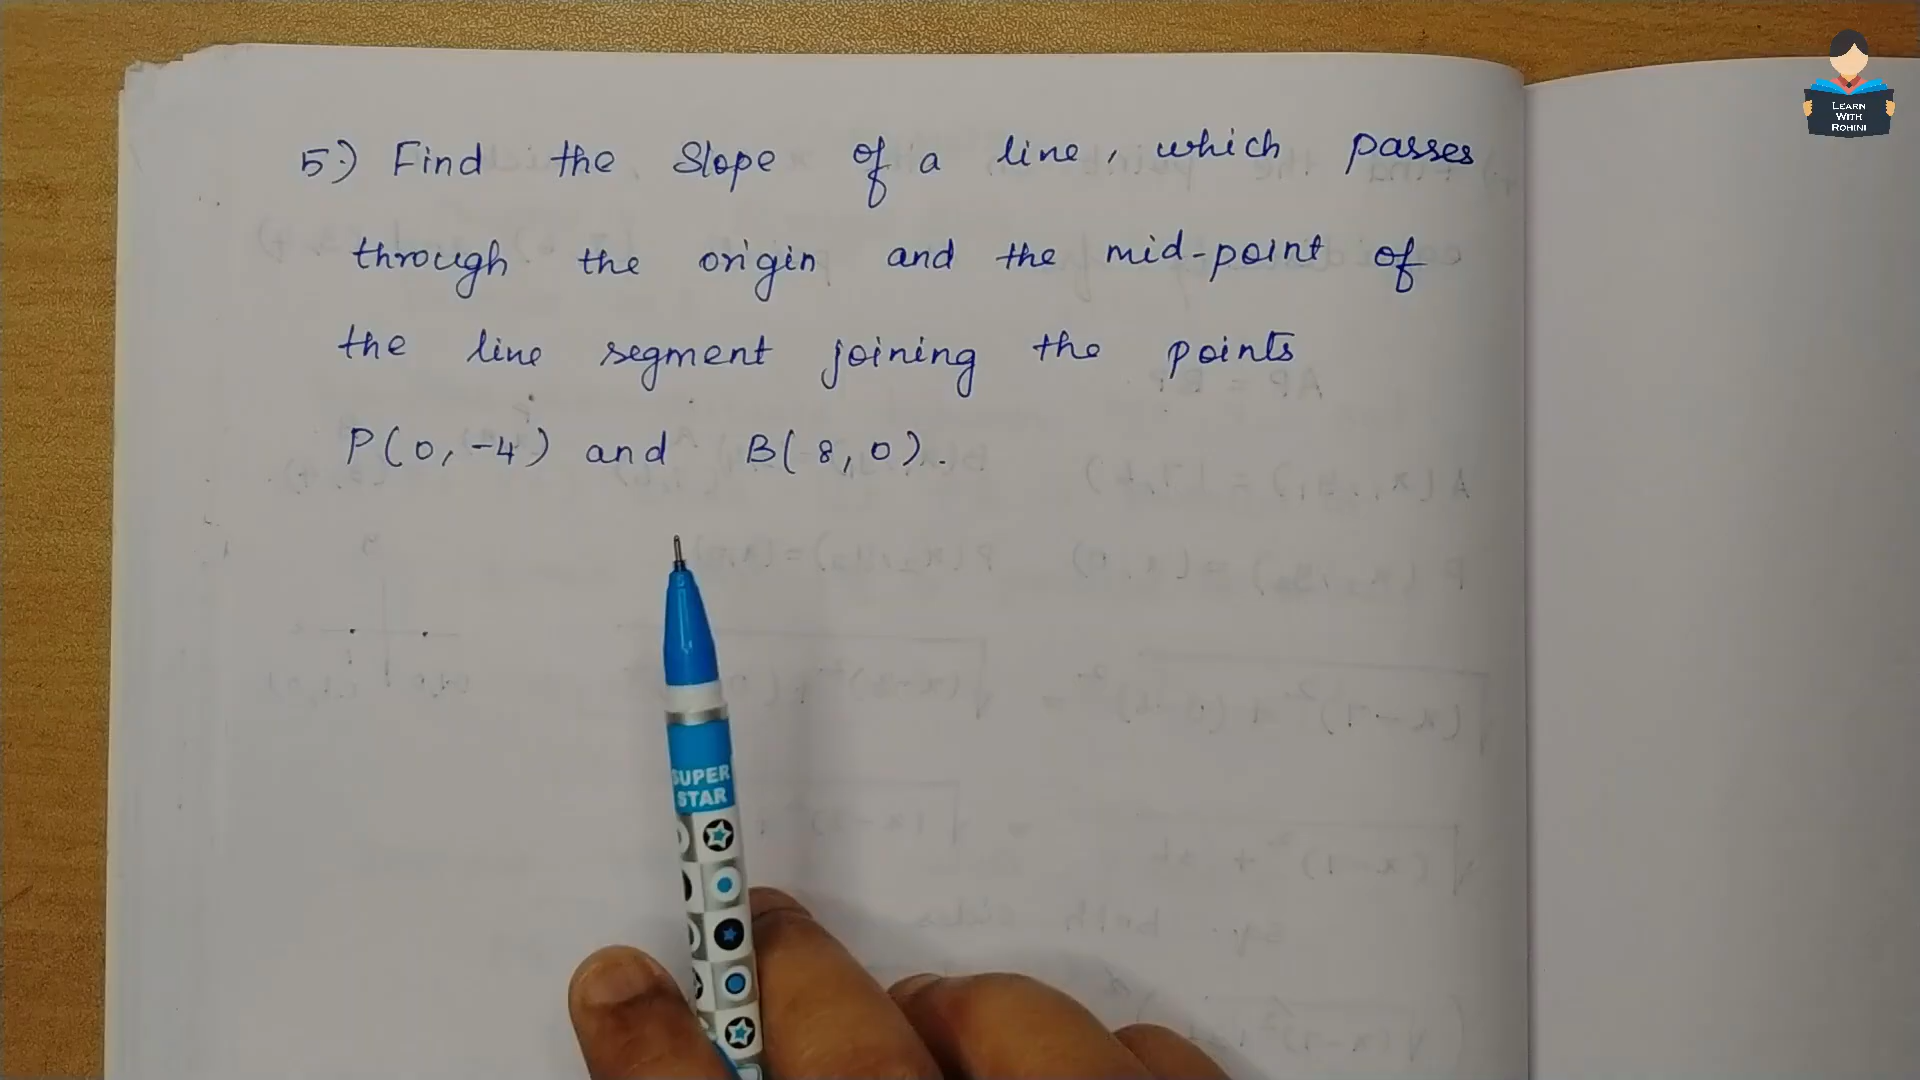 5.) Find the Slope of a line, which passes
through the origin and the mid-point of
the line segment joining the points
P(0, -4) and B(8, 0).
LEARN
WITH
ROHINI
SUPER
STAR